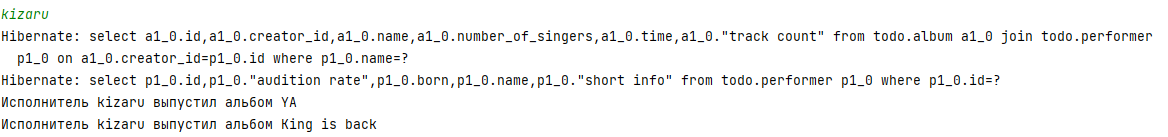 kizaru
Hibernate: select a1_0.id,a1_0.creator_id,a1_0.name,a1_0.number_of_singers,a1_0.time,a1_0."track count" from todo.album a1_0 join todo.performer
p1_0 on a1_0.creator_id=p1_0.id where p1_0.name=?
Hibernate: select p1_0.id,p1_0."audition rate",p1_0.born,p1_0.name,p1_0."short info" from todo.performer p1_0 where p1_0.id=?
Исполнитель kizaru выпустил альбом YA
Исполнитель kizaru выпустил альбом King is back